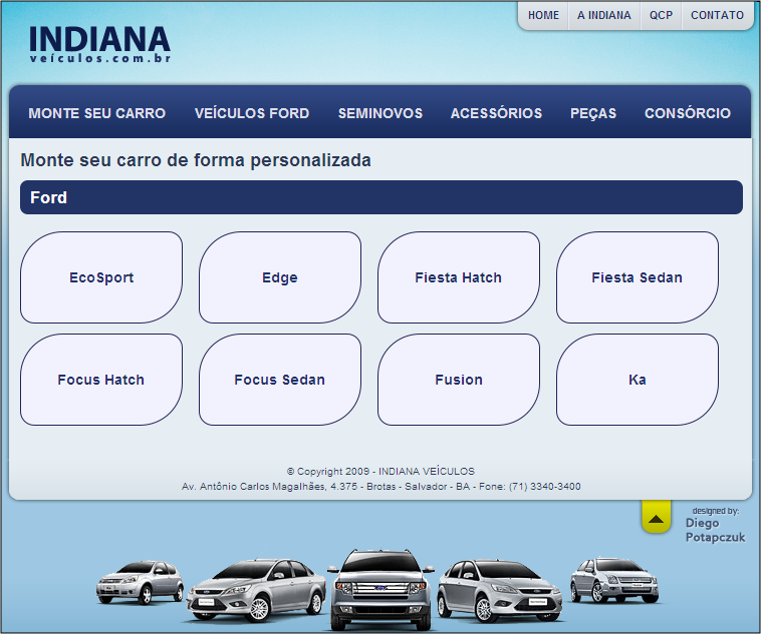 HOME A INDIANA QCP CONTATO
INDIANA
veículos.com.br
MONTE SEU CARRO VEÍCULOS FORD SEMINOVOS ACESSÓRIOS PEÇAS CONSÓRCIO
Monte seu carro de forma personalizada
Ford
EcoSport Edge Fiesta Hatch Fiesta Sedan
Focus Hatch Focus Sedan Fusion Ka
© Copyright 2009 - INDIANA VEÍCULOS
Av. Antônio Carlos Magalhães, 4.375 - Brotas - Salvador - BA - Fone: (71) 3340-3400
designed by:
Diego
Potapczuk